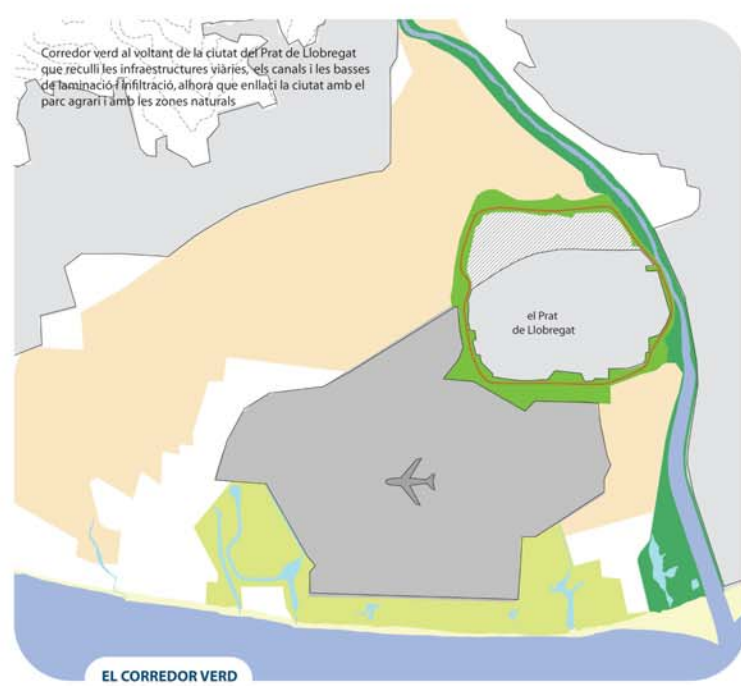 Corredor verd al voltant de la ciutat del Prat de Llobregat
que reculli les infraestructures viàries, els canals i les basses
de laminació i infiltració, alhora que enllaci la ciutat amb el
parc agrari i amb les zones naturals
el Prat
de Llobregat
EL CORREDOR VERD